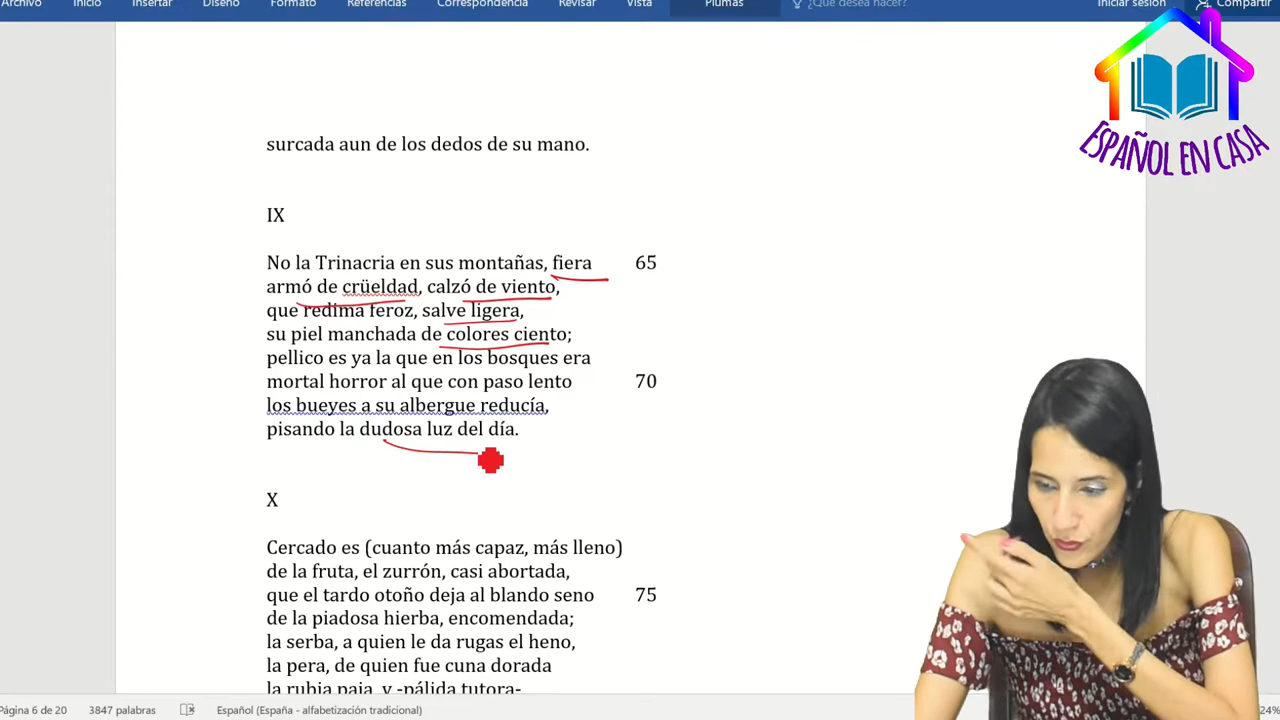 Archivo Inicio Insertar Diseño Formato Referencias Correspondencia Revisar Vista Plumas ¿Qué desea hacer? Iniciar sesión Compartir
ESPAÑOL EN CASA
surcada aun de los dedos de su mano.
IX
No la Trinacria en sus montañas, fiera 65
armó de crüeldad, calzó de viento,
que redima feroz, salve ligera,
su piel manchada de colores ciento;
pellico es ya la que en los bosques era
mortal horror al que con paso lento 70
los bueyes a su albergue reducía,
pisando la dudosa luz del día.
X
Cercado es (cuanto más capaz, más lleno)
de la fruta, el zurrón, casi abortada,
que el tardo otoño deja al blando seno 75
de la piadosa hierba, encomendada;
la serba, a quien le da rugas el heno,
la pera, de quien fue cuna dorada
la rubia paja, y -pálida tutora-
Página 6 de 20 3847 palabras Español (España - alfabetización tradicional) 24%